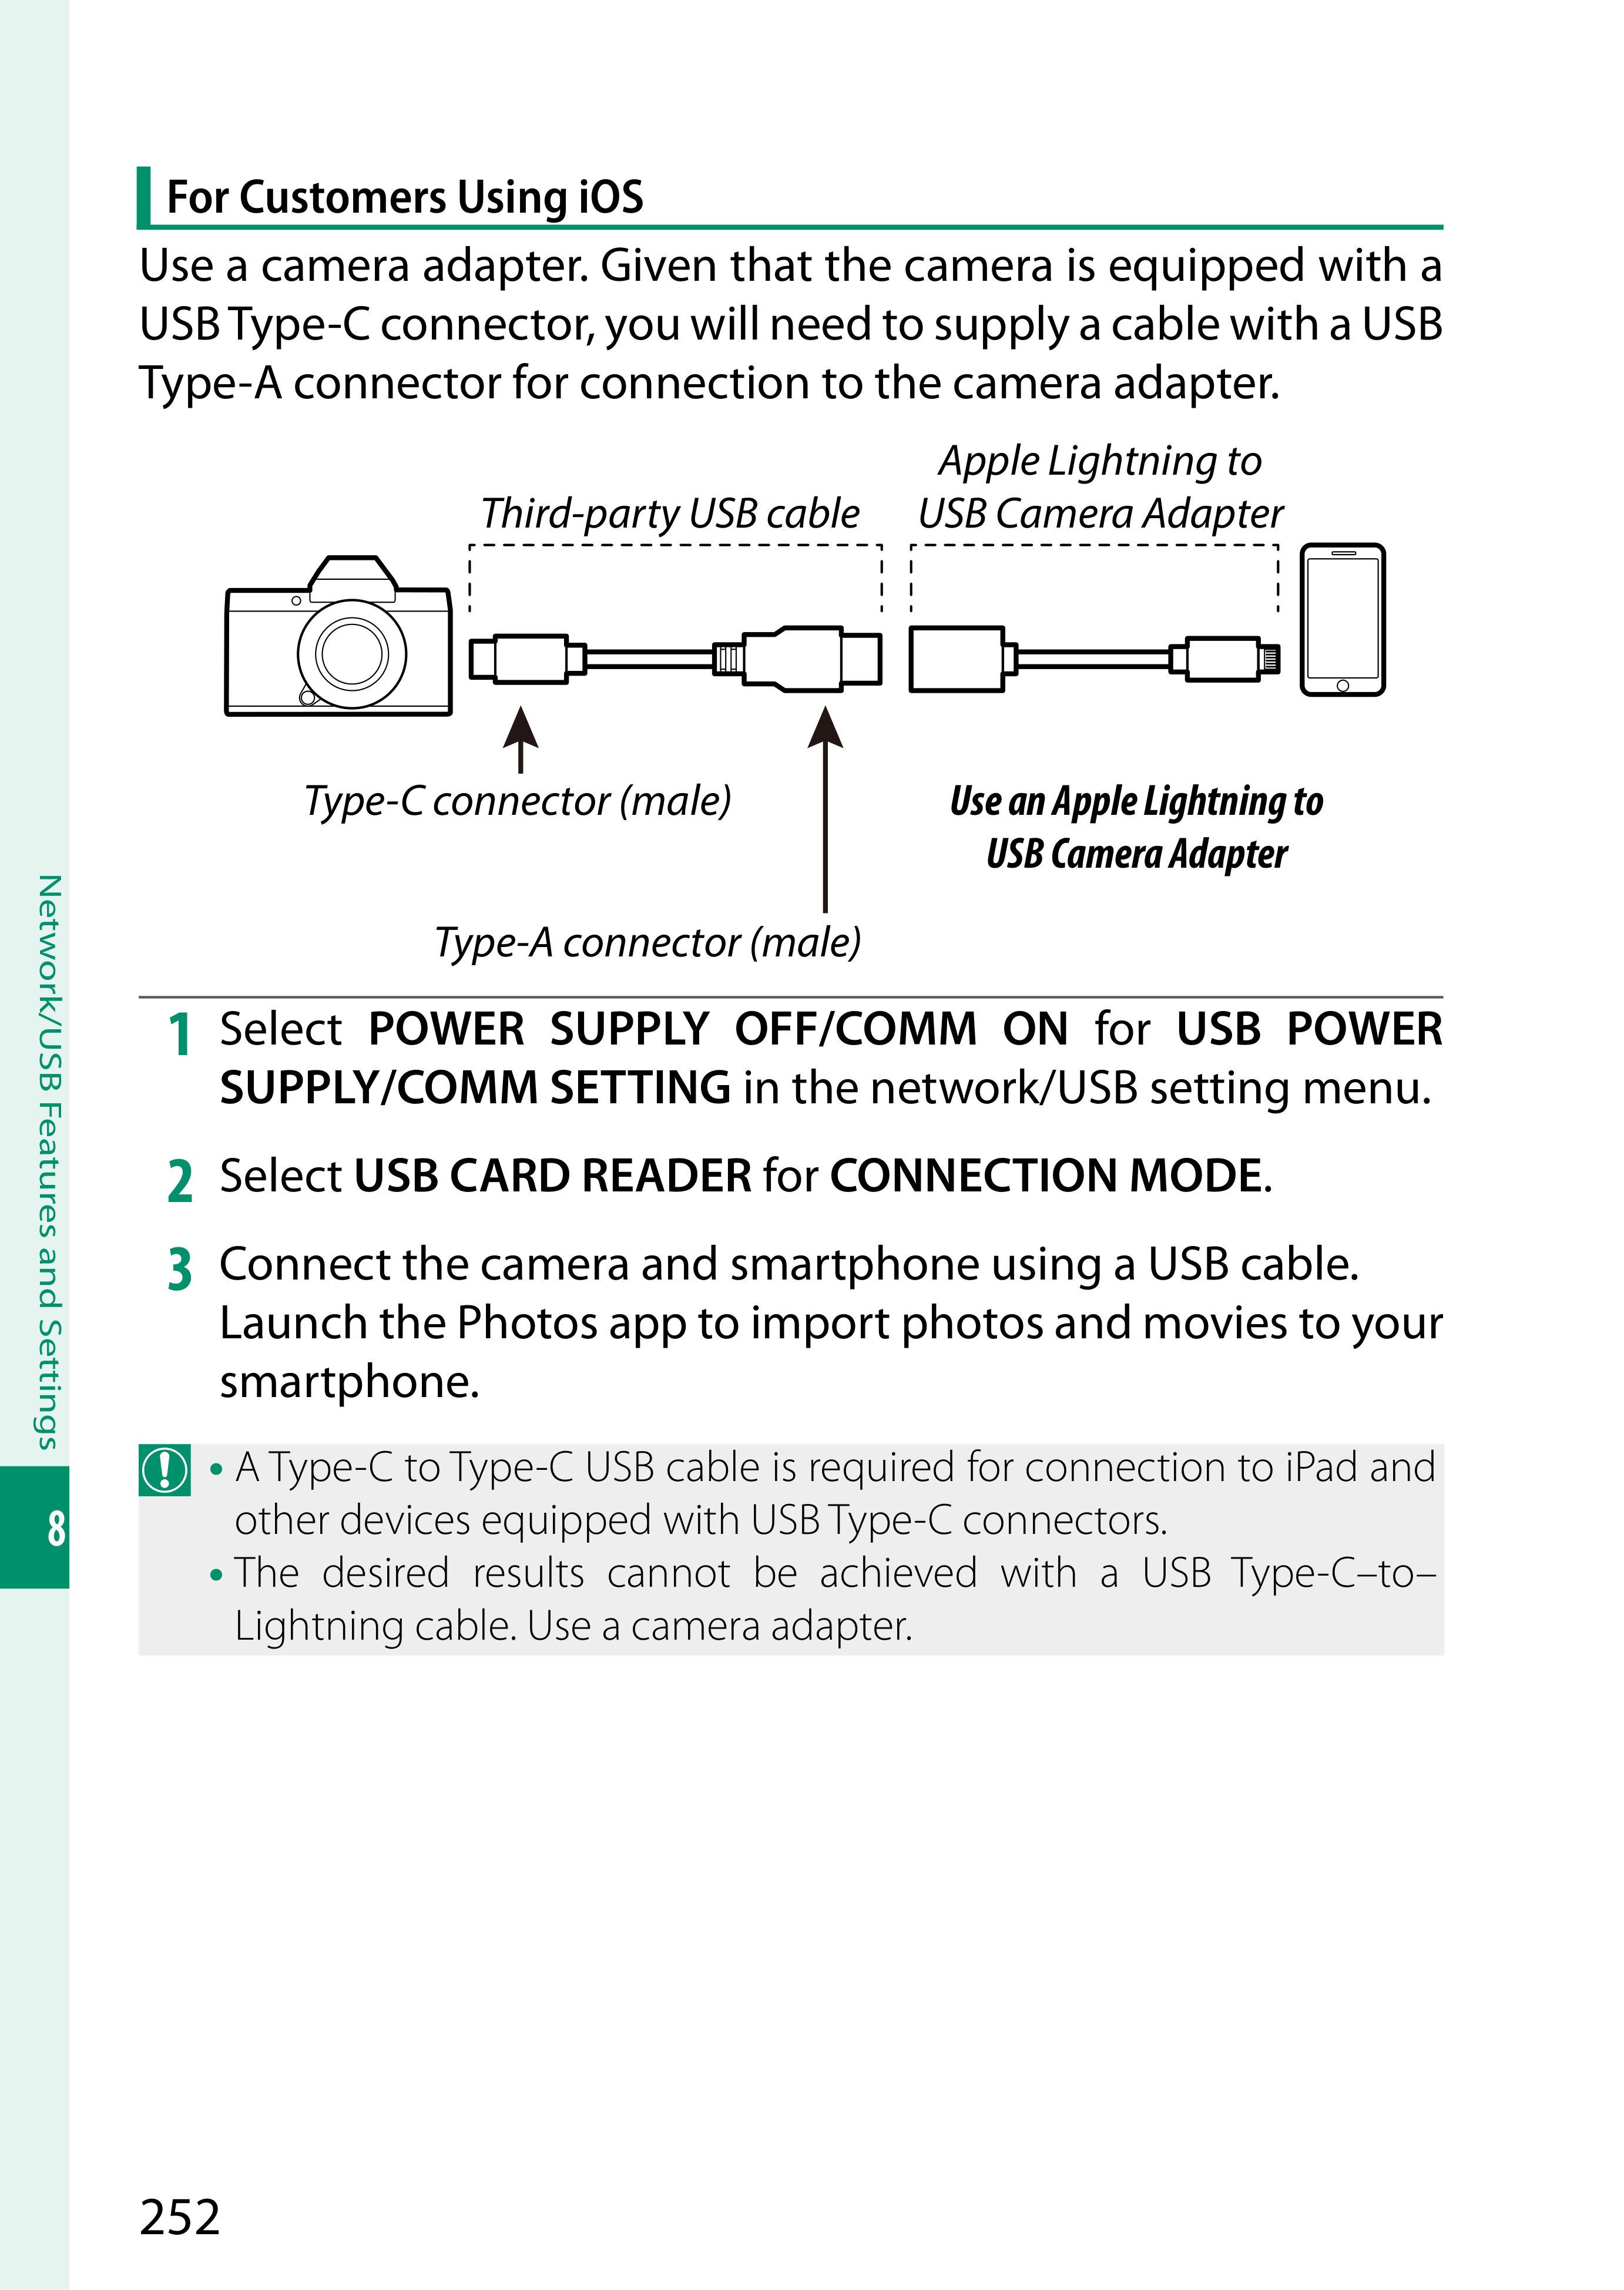 For Customers Using iOS
Use a camera adapter. Given that the camera is equipped with a
USB Type-C connector, you will need to supply a cable with a USB
Type-A connector for connection to the camera adapter.
Third-party USB cable
Apple Lightning to
USB Camera Adapter
Type-C connector (male)
Use an Apple Lightning to
USB Camera Adapter
Type-A connector (male)
1 Select POWER SUPPLY OFF/COMM ON for USB POWER
SUPPLY/COMM SETTING in the network/USB setting menu.
2 Select USB CARD READER for CONNECTION MODE.
3 Connect the camera and smartphone using a USB cable.
Launch the Photos app to import photos and movies to your
smartphone.
• A Type-C to Type-C USB cable is required for connection to iPad and
other devices equipped with USB Type-C connectors.
• The desired results cannot be achieved with a USB Type-C–to–
Lightning cable. Use a camera adapter.
Network/USB Features and Settings
8
252